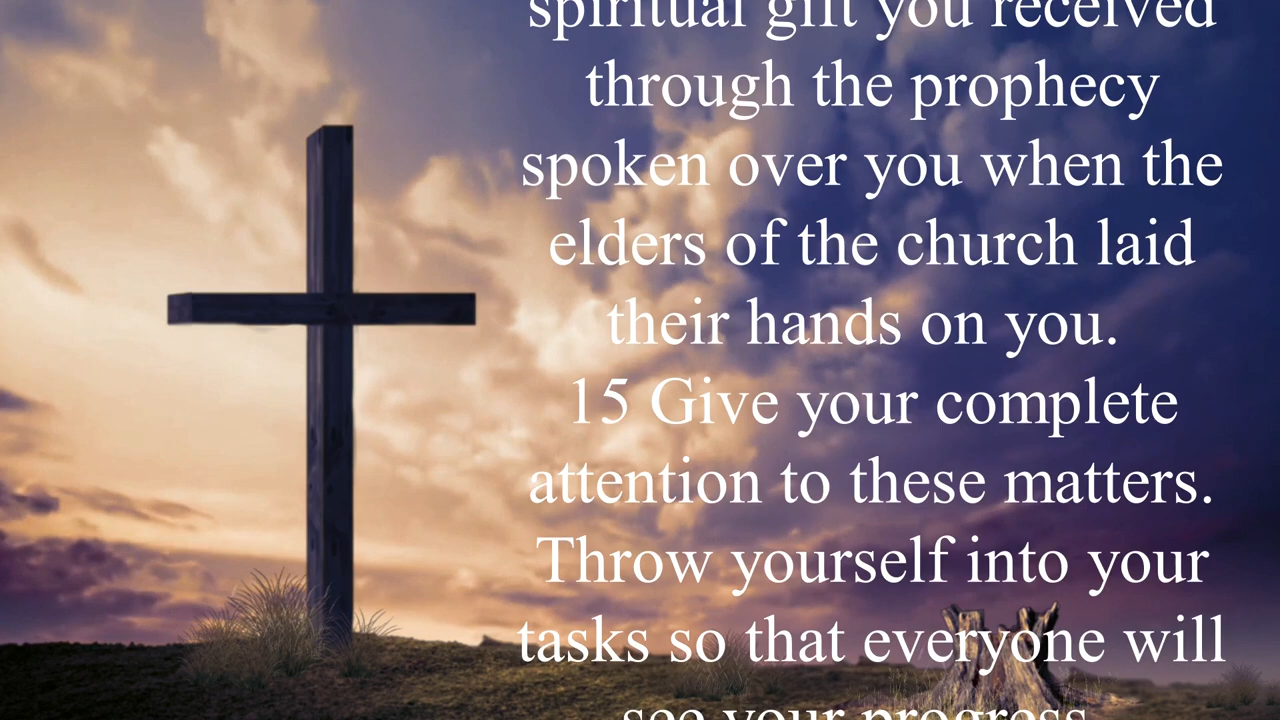 spiritual gift you received
through the prophecy
spoken over you when the
elders of the church laid
their hands on you.
15 Give your complete
attention to these matters.
Throw yourself into your
tasks so that everyone will
see your progress.